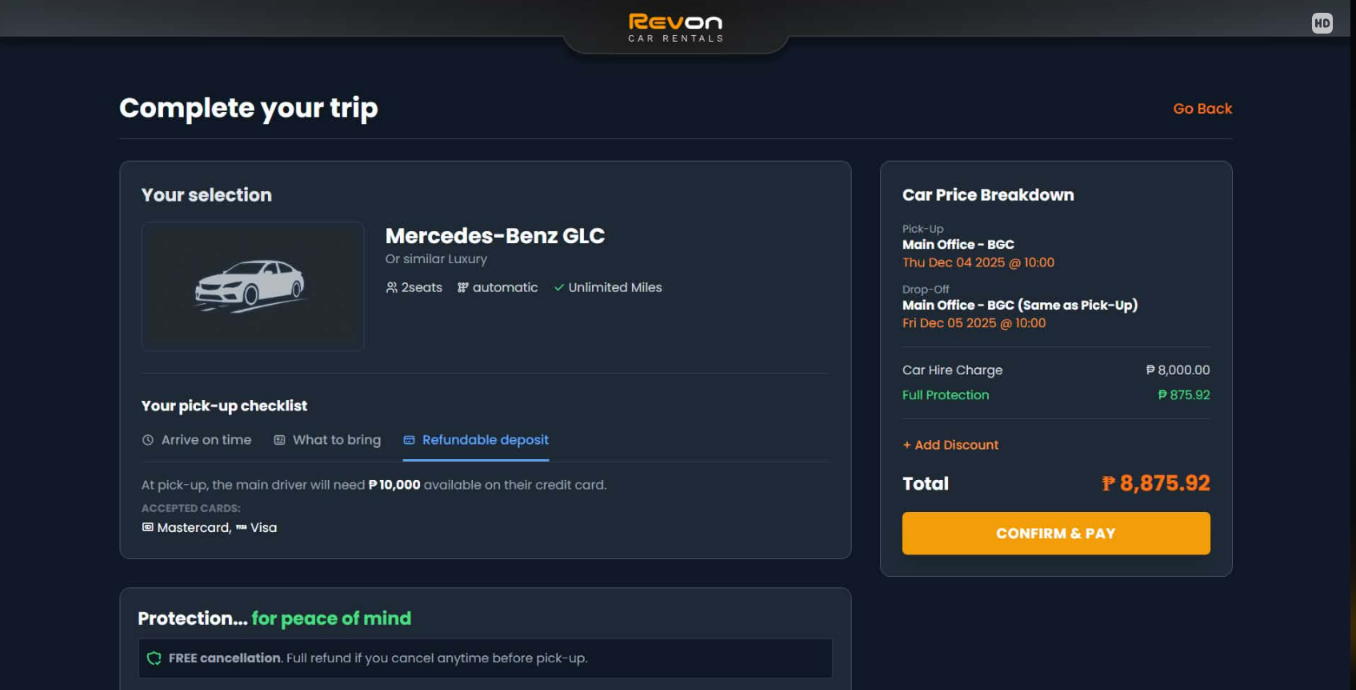 Revon
CAR RENTALS
HD
Complete your trip
Go Back
Your selection
Mercedes-Benz GLC
Or similar Luxury
2seats automatic Unlimited Miles
Your pick-up checklist
Arrive on time What to bring Refundable deposit
At pick-up, the main driver will need ₱10,000 available on their credit card.
ACCEPTED CARDS:
Mastercard, VISA Visa
Protection... for peace of mind
FREE cancellation. Full refund if you cancel anytime before pick-up.
Car Price Breakdown
Pick-Up
Main Office - BGC
Thu Dec 04 2025 @ 10:00
Drop-Off
Main Office - BGC (Same as Pick-Up)
Fri Dec 05 2025 @ 10:00
Car Hire Charge ₱ 8,000.00
Full Protection ₱ 875.92
+ Add Discount
Total ₱ 8,875.92
CONFIRM & PAY